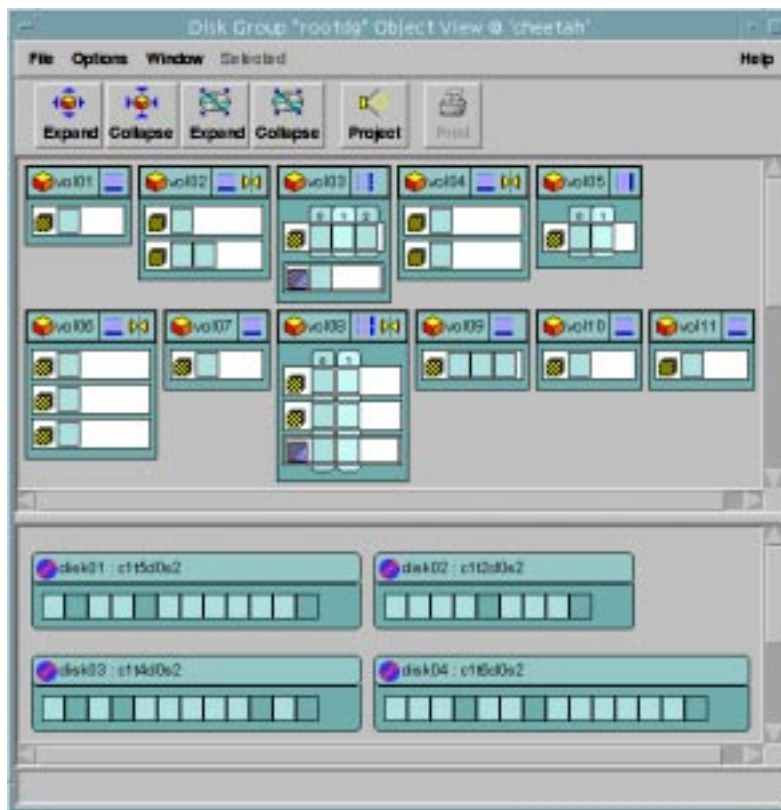 Disk Group "rootdg" Object View @ 'cheetah'
File Options Window Selected Help
Expand Collapse Expand Collapse Project Print
vol01 vol02 vol03 vol04 vol05
0 1 2 0 1
vol06 vol07 vol08 vol09 vol10 vol11
0 1
disk01 : c1t5d0s2 disk02 : c1t2d0s2
disk03 : c1t4d0s2 disk04 : c1t6d0s2